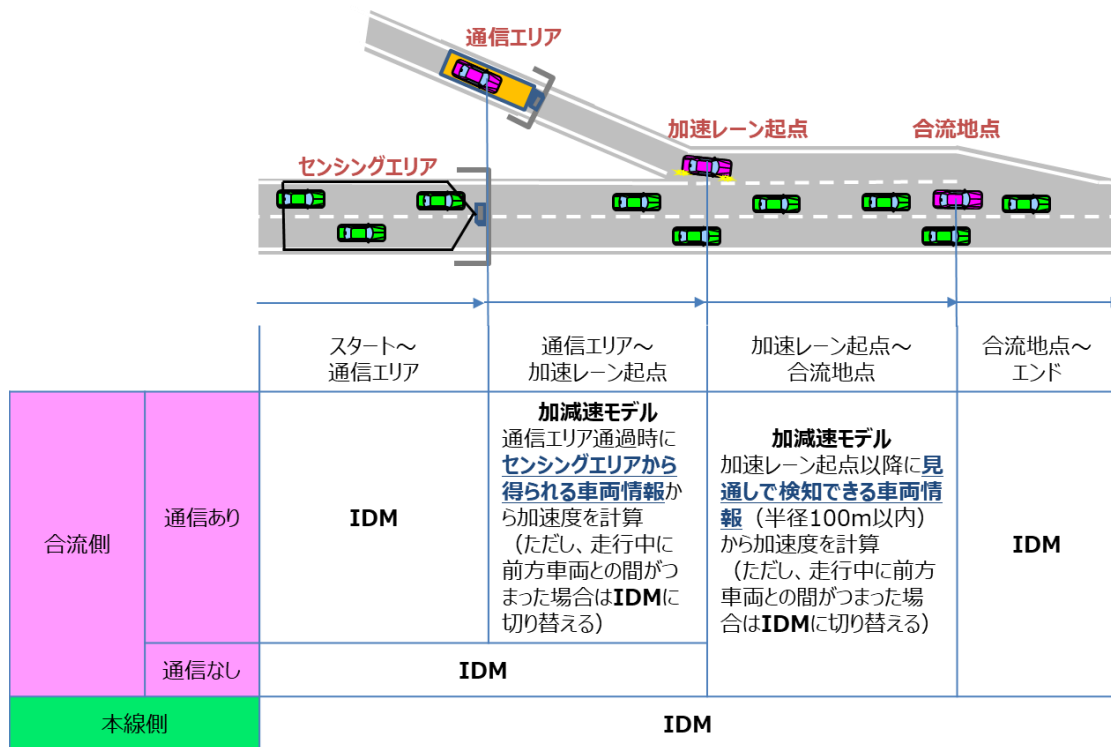 通信エリア
加速レーン起点
合流地点
センシングエリア
スタート～
通信エリア
通信エリア～
加速レーン起点
加速レーン起点～
合流地点
合流地点～
エンド
合流側
通信あり
IDM
加減速モデル
通信エリア通過時に
センシングエリアから
得られる車両情報か
ら加速度を計算
（ただし、走行中に
前方車両との間がつ
まった場合はIDMに
切り替える）
加減速モデル
加速レーン起点以降に見
通しで検知できる車両情
報（半径100m以内）
から加速度を計算
（ただし、走行中に前方
車両との間がつまった場
合はIDMに切り替える）
IDM
通信なし
IDM
本線側
IDM